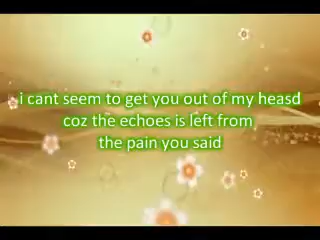 i cant seem to get you out of my heasd
coz the echoes is left from
the pain you said